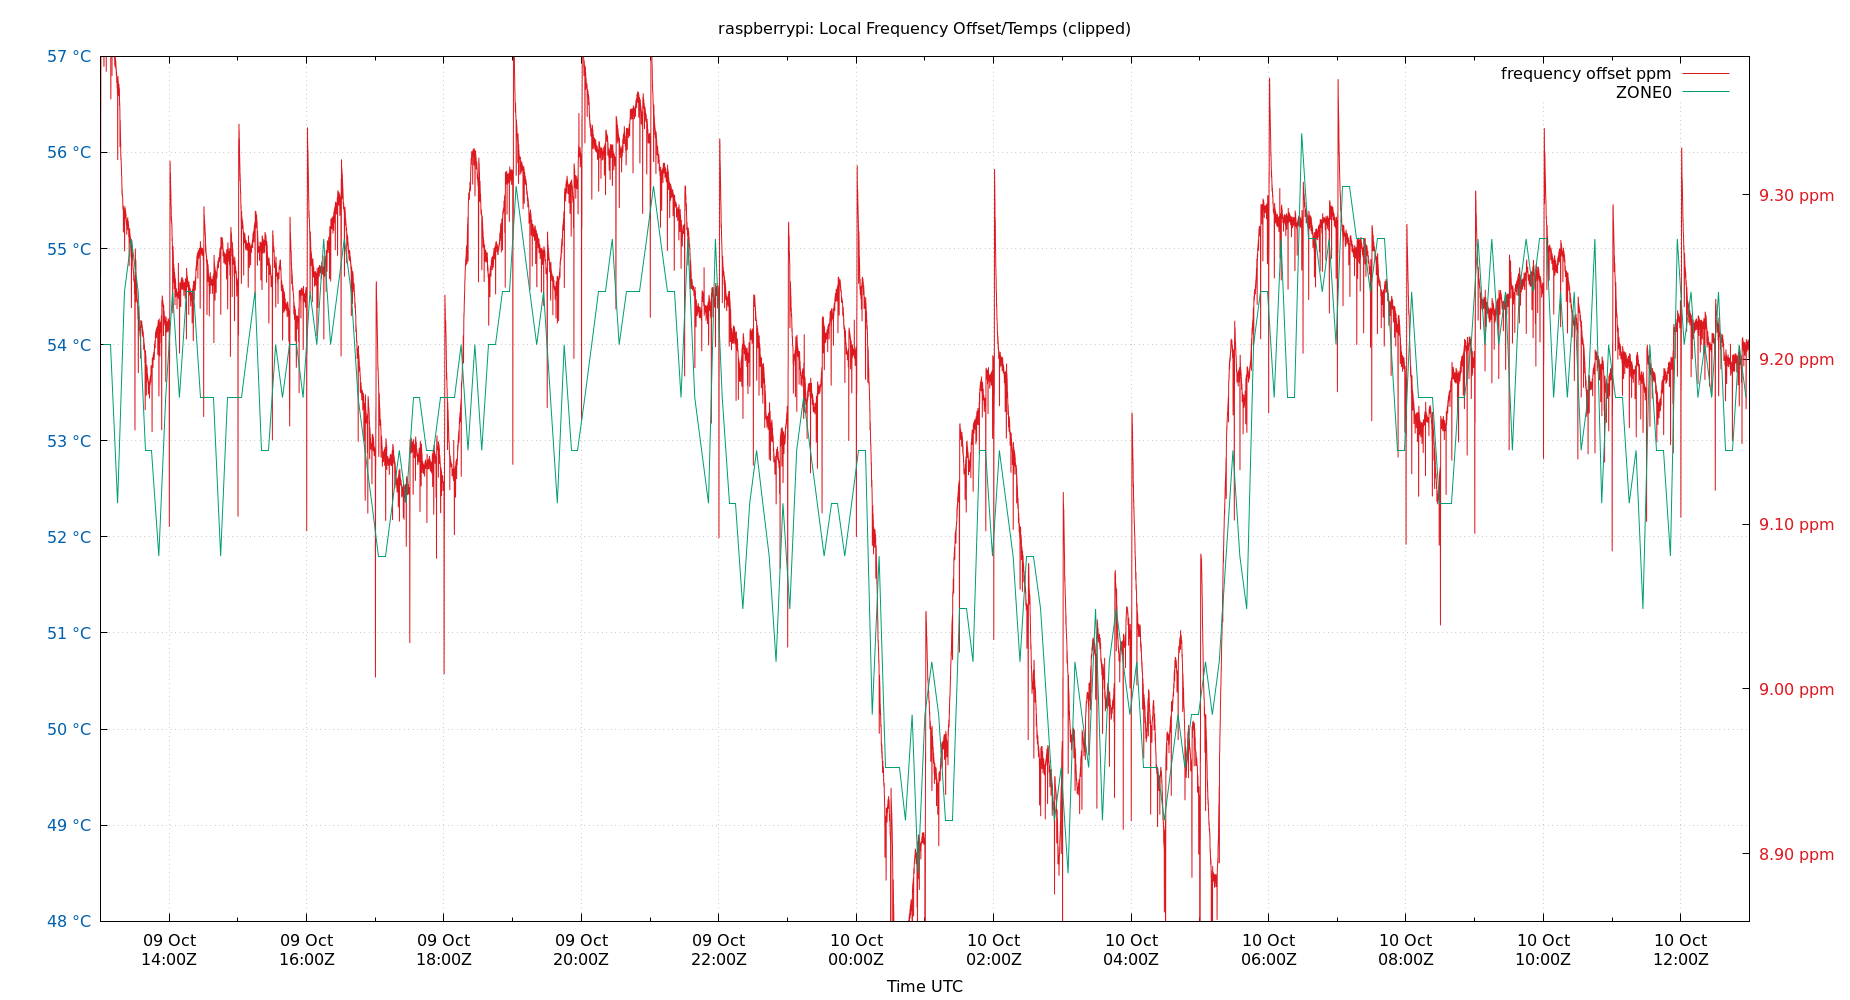 raspberrypi: Local Frequency Offset/Temps (clipped)
57 °C
56 °C
55 °C
54 °C
53 °C
52 °C
51 °C
50 °C
49 °C
48 °C
frequency offset ppm
ZONE0
9.30 ppm
9.20 ppm
9.10 ppm
9.00 ppm
8.90 ppm
09 Oct
14:00Z
09 Oct
16:00Z
09 Oct
18:00Z
09 Oct
20:00Z
09 Oct
22:00Z
10 Oct
00:00Z
10 Oct
02:00Z
10 Oct
04:00Z
10 Oct
06:00Z
10 Oct
08:00Z
10 Oct
10:00Z
10 Oct
12:00Z
Time UTC